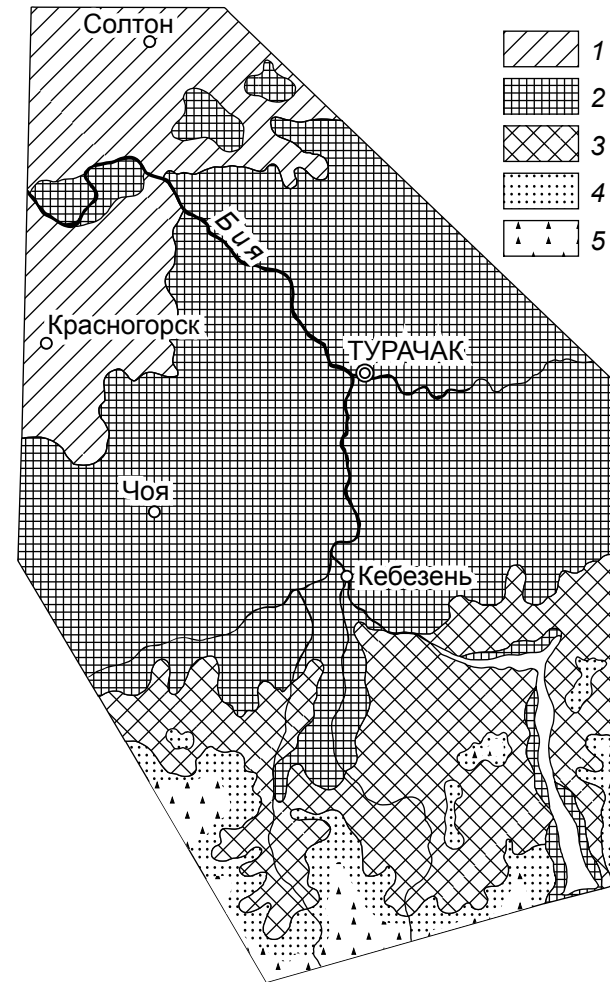 Солтон
1
2
3
4
5
Бия
Красногорск
ТУРАЧАК
Чоя
Кебезень